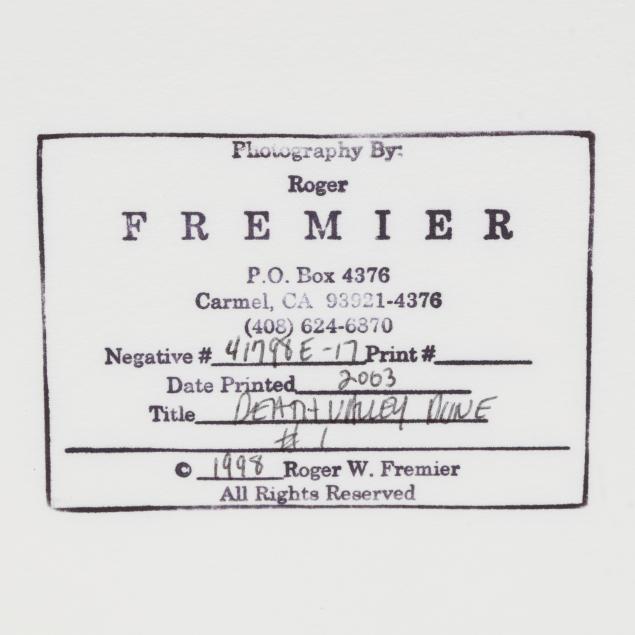 Photography By:
Roger
FREMIER
P.O. Box 4376
Carmel, CA 93921-4376
(408) 624-6370
Negative # 41798E-17 Print #
Date Printed 2003
Title DEATH VALLEY DUNE
# 1
© 1998 Roger W. Fremier
All Rights Reserved